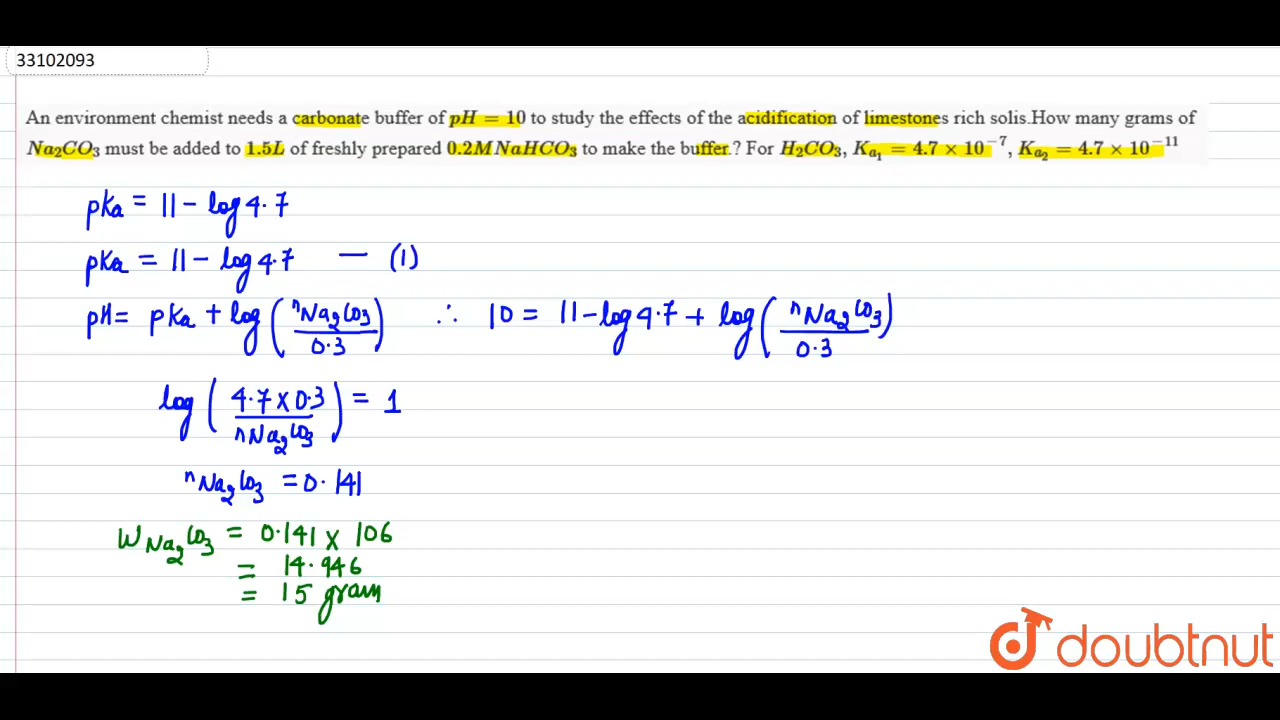 33102093
An environment chemist needs a carbonate buffer of pH = 10 to study the effects of the acidification of limestones rich solis.How many grams of
Na₂CO₃ must be added to 1.5L of freshly prepared 0.2M NaHCO₃ to make the buffer.? For H₂CO₃, Kₐ₁ = 4.7 × 10⁻⁷, Kₐ₂ = 4.7 × 10⁻¹¹
pKa = 11 - log 4.7
pKa = 11 - log 4.7 — (1)
pH = pKa + log (nNa₂CO₃ / 0.3) ∴ 10 = 11 - log 4.7 + log (nNa₂CO₃ / 0.3)
log (4.7 × 0.3 / nNa₂CO₃) = 1
nNa₂CO₃ = 0.141
W Na₂CO₃ = 0.141 × 106
= 14.946
= 15 gram
doubtnut